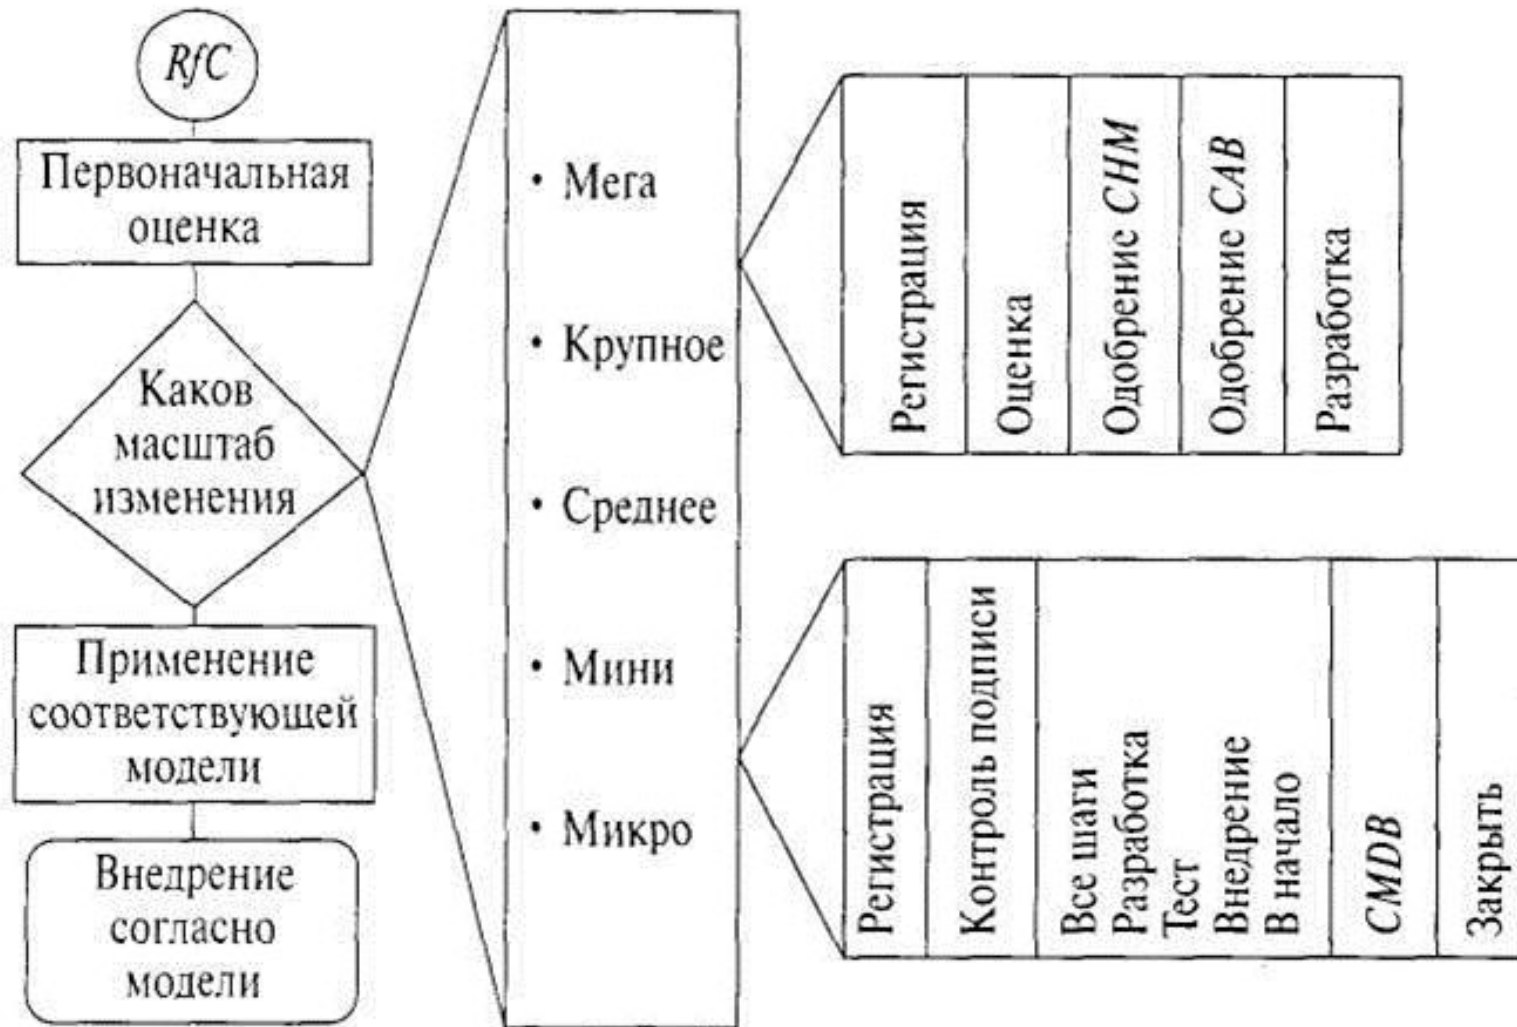 RfC
Первоначальная
оценка
Каков
масштаб
изменения
Применение
соответствующей
модели
Внедрение
согласно
модели
• Мега
• Крупное
• Среднее
• Мини
• Микро
Регистрация
Оценка
Одобрение CHM
Одобрение CAB
Разработка
Регистрация
Контроль подписи
Все шаги
Разработка
Тест
Внедрение
В начало
CMDB
Закрыть